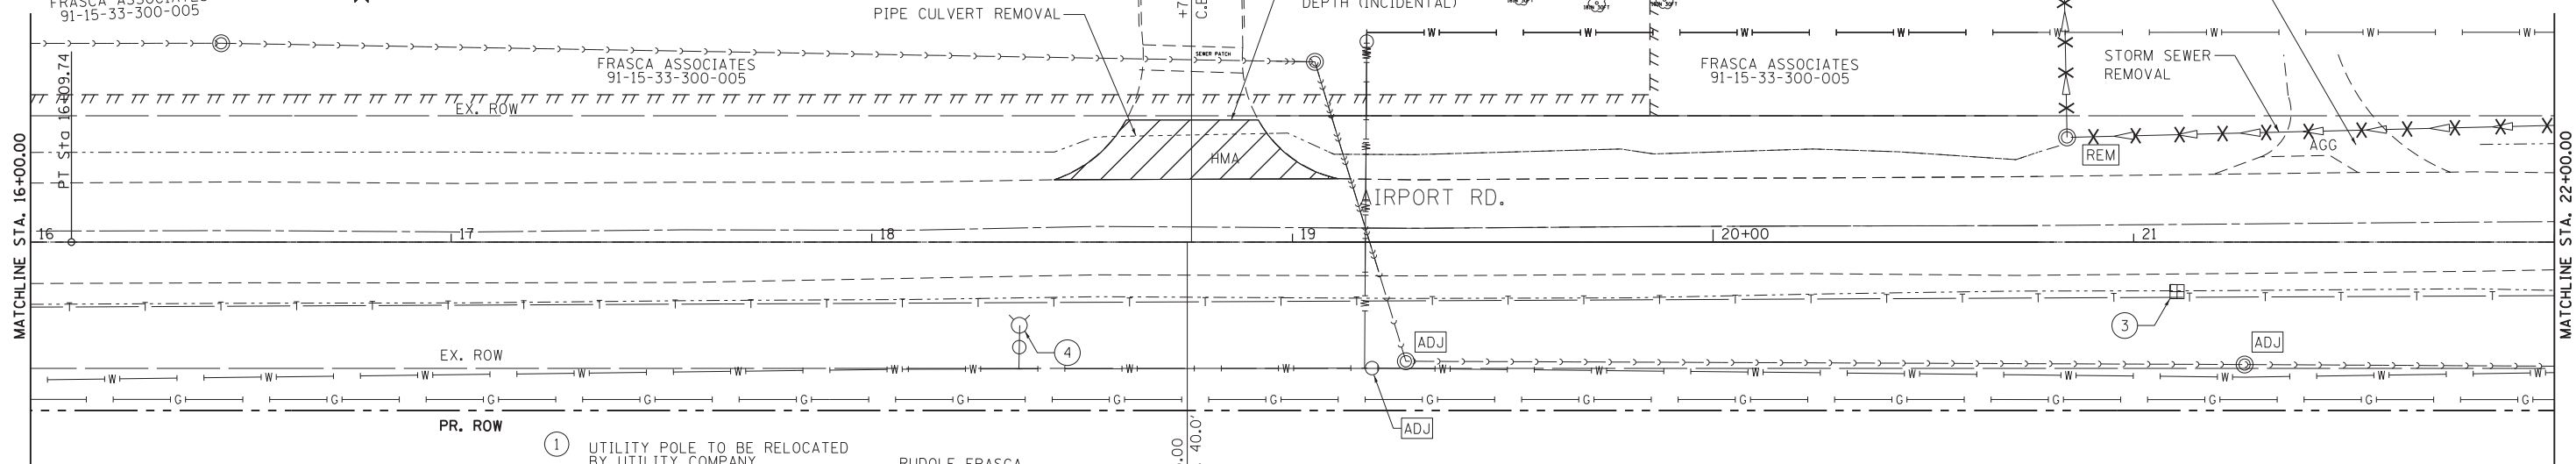 FRASCA ASSOCIATES
91-15-33-300-005
PIPE CULVERT REMOVAL
DEPTH (INCIDENTAL)
+7
SEWER PATCH
W W W W W W
FRASCA ASSOCIATES
91-15-33-300-005
FRASCA ASSOCIATES
91-15-33-300-005
STORM SEWER
REMOVAL
PT Sta 16+09.74
EX. ROW
MATCHLINE STA. 16+00.00
HMA
REM
AGG
AIRPORT RD.
MATCHLINE STA. 22+00.00
16 17 18 19 20+00 21
T T T T T T T T T T T T T T T T T T T T T T T T T T T T T T T T T
3
4
ADJ
ADJ
EX. ROW
W W W W W W W W W W W W W W W W W
G G G G G G G G G G G G G G G G
ADJ
PR. ROW
1 UTILITY POLE TO BE RELOCATED
BY UTILITY COMPANY
RUDOLF FRASCA
.00
40.0'